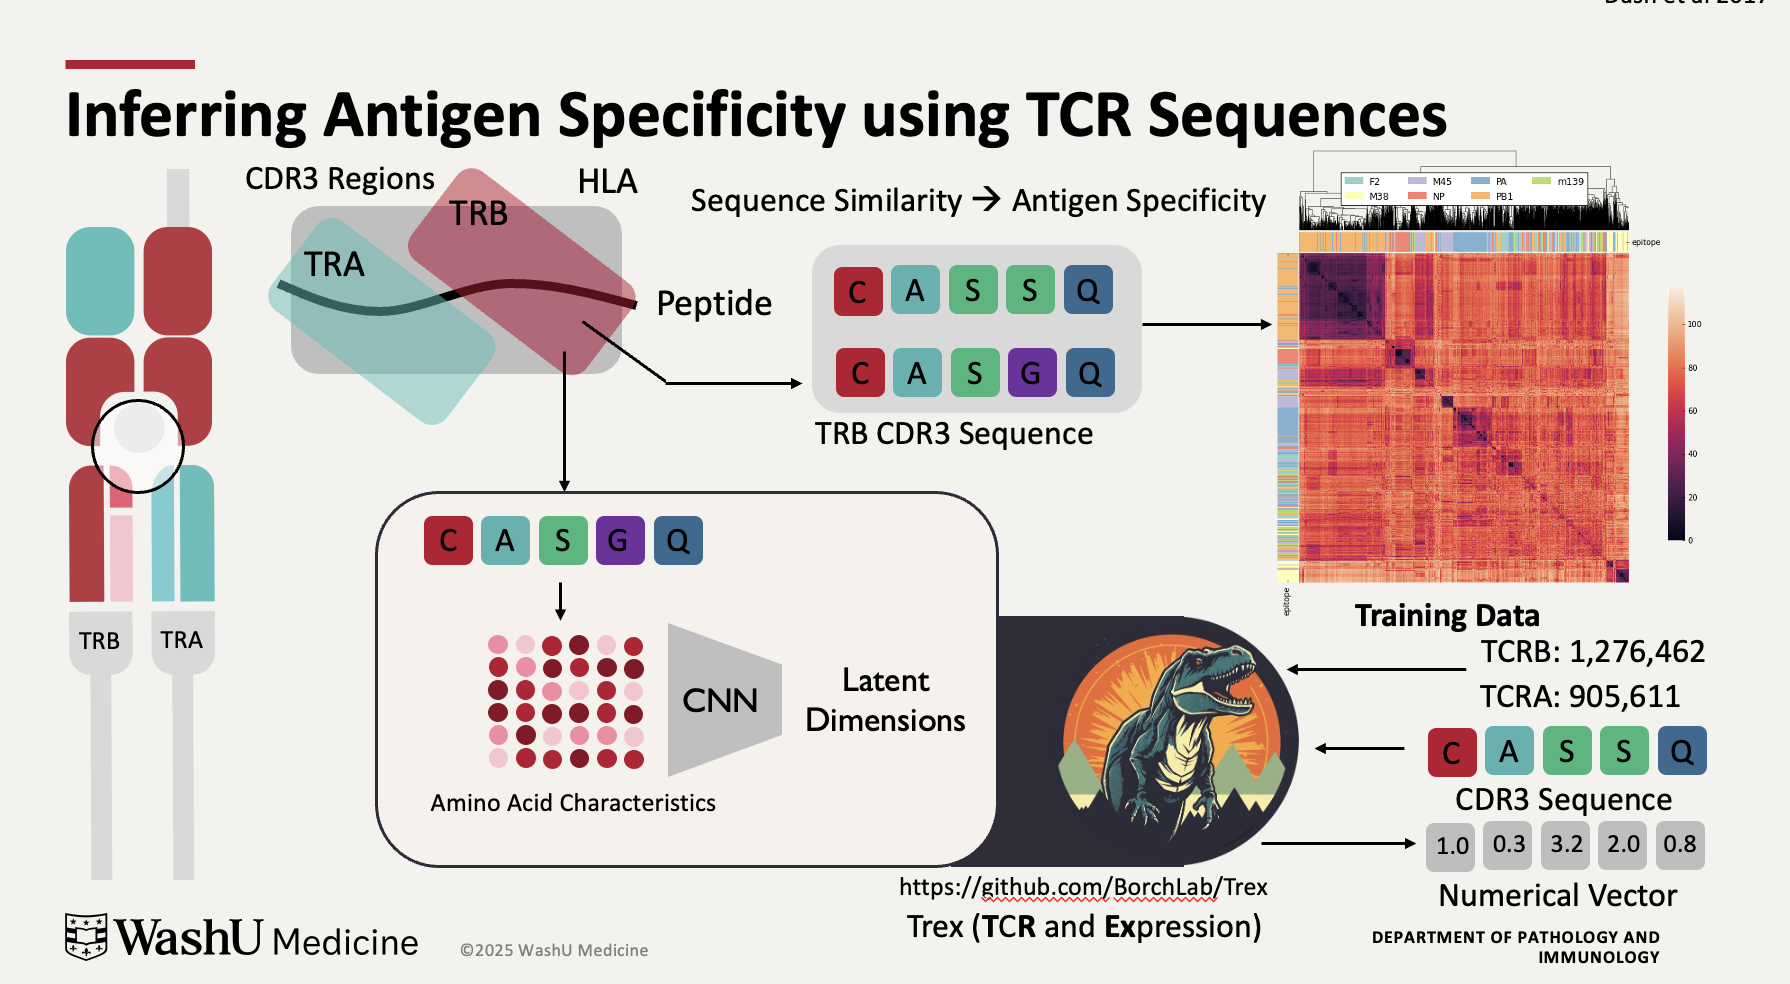 Dash et al 2017
Inferring Antigen Specificity using TCR Sequences
CDR3 Regions
HLA
TRB
TRA
Peptide
Sequence Similarity → Antigen Specificity
C A S S Q
C A S G Q
TRB CDR3 Sequence
F2 M45 PA m139
M38 NP PB1
epitope
100
80
60
40
20
0
epitope
TRB TRA
C A S G Q
CNN
Latent
Dimensions
Amino Acid Characteristics
Training Data
TCRB: 1,276,462
TCRA: 905,611
C A S S Q
CDR3 Sequence
1.0 0.3 3.2 2.0 0.8
Numerical Vector
https://github.com/BorchLab/Trex
Trex (TCR and Expression)
WashU Medicine
©2025 WashU Medicine
DEPARTMENT OF PATHOLOGY AND
IMMUNOLOGY